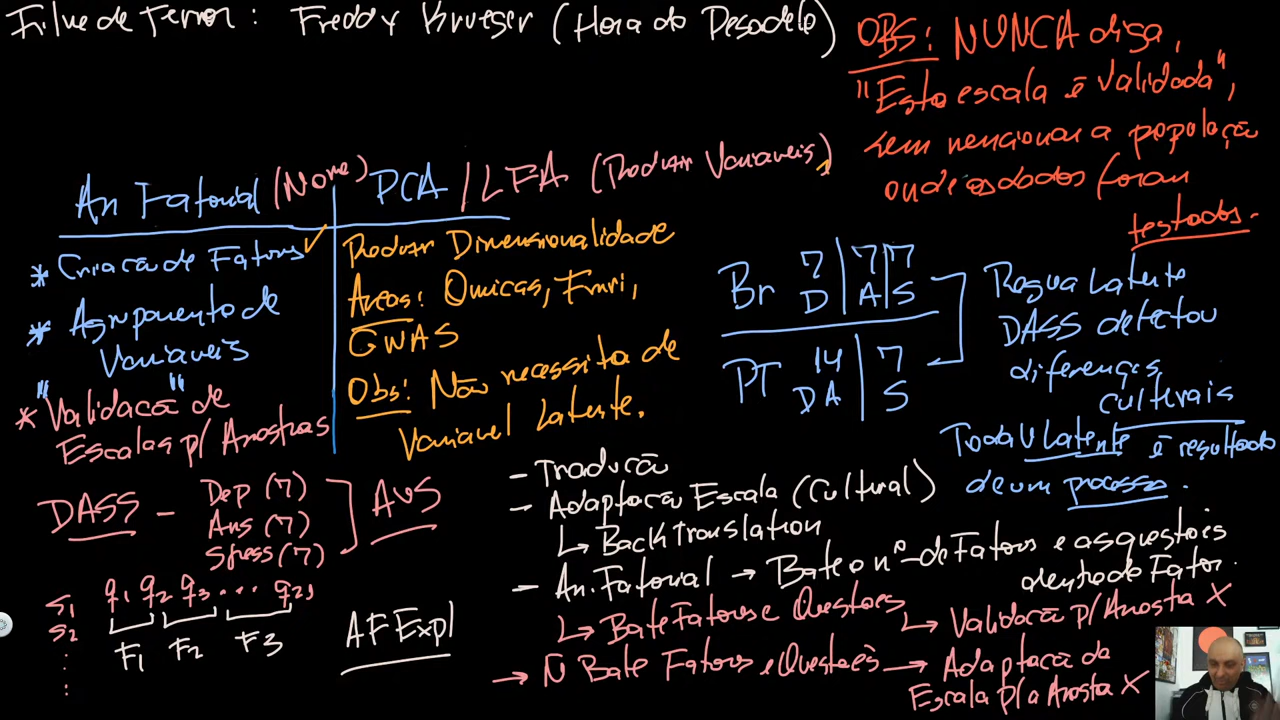 Filme de Terror: Freddy Krueger (Hora do Pesadelo)
OBS: NUNCA diga,
"Esta escala é validada",
sem mencionar a população
onde os dados foram
testados.
An Fatorial (Nome)
PCA / LFA (Reduzir Variáveis)
* Criação de Fatores ✓
* Agrupamento de
Variáveis
* "Validação" de
Escalas p/ Amostras
Reduzir Dimensionalidade
Áreas: Ômicas, Fmri,
GWAS
Obs: Não necessita de
Variável Latente.
Br 7 D | 7 A | 7 S
PT 14 DA | 7 S
Regua Latente
DASS detectou
diferenças
culturais
Toda V Latente é resultado
de um processo.
DASS - Dep (7)
Ans (7)
Stress (7)
AVS
S1 q1 q2 q3 ... q21
S2
F1 F2 F3
AFExpl
- Tradução
- Adaptação Escala (Cultural)
↳ Back Translation
- An. Fatorial → Bate o nº de Fatores e as questões
dentro do Fator.
↳ Bate Fatores e Questões
↳ Validação p/ Amostra X
→ Ñ Bate Fatores e Questões → Adaptação da
Escala p/ a Amostra X